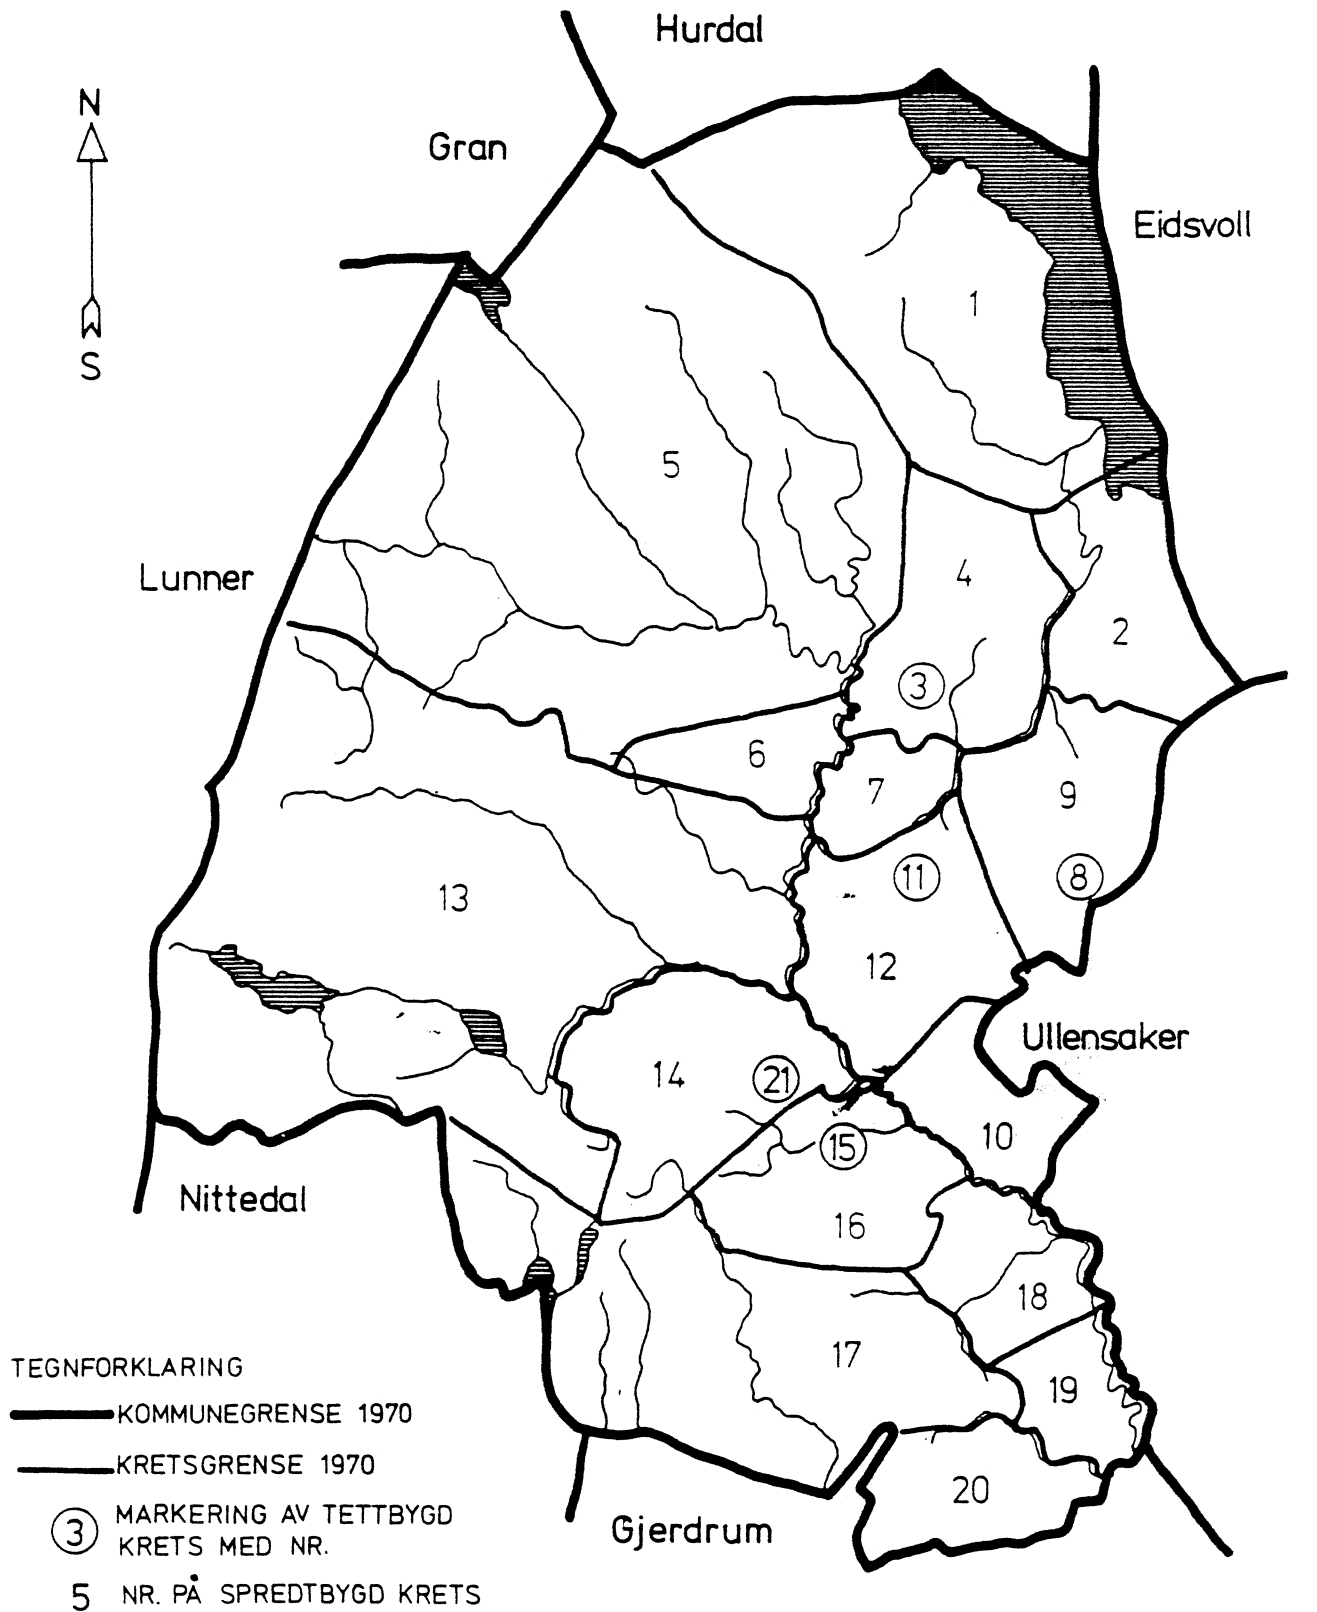 Hurdal
N
Gran
Eidsvoll
1
S
5
Lunner
4
2
3
6
7
9
11
8
13
12
Ullensaker
14
21
10
15
Nittedal
16
18
17
19
20
Gjerdrum
TEGNFORKLARING
KOMMUNEGRENSE 1970
KRETSGRENSE 1970
3 MARKERING AV TETTBYGD
KRETS MED NR.
5 NR. PÅ SPREDTBYGD KRETS